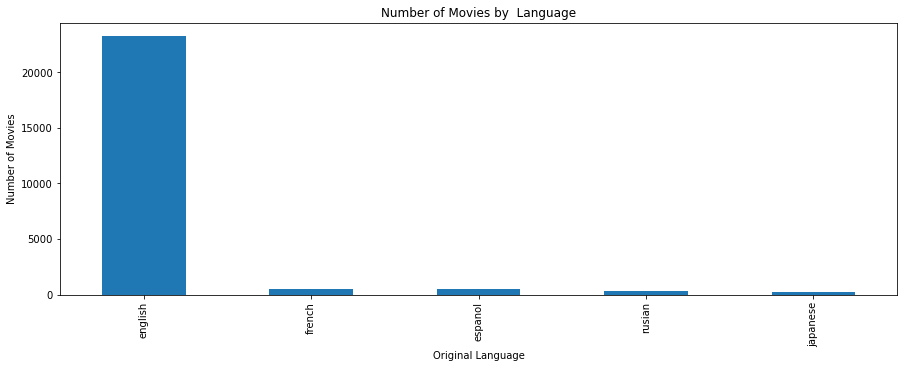 Number of Movies by  Language
Number of Movies
20000
15000
10000
5000
0
english
french
espanol
rusian
japanese
Original Language